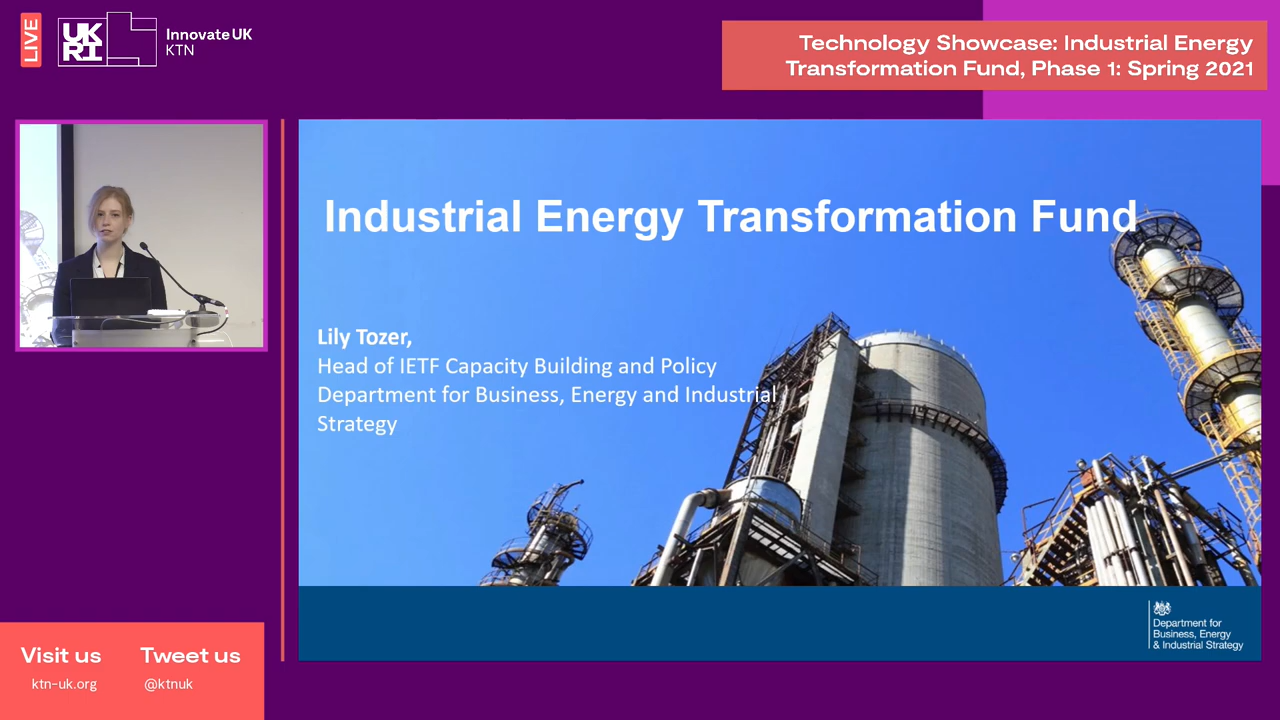 LIVE
UK
RI
Innovate UK
KTN
Technology Showcase: Industrial Energy
Transformation Fund, Phase 1: Spring 2021
Industrial Energy Transformation Fund
Lily Tozer,
Head of IETF Capacity Building and Policy
Department for Business, Energy and Industrial
Strategy
Department for
Business, Energy
& Industrial Strategy
Visit us
ktn-uk.org
Tweet us
@ktnuk